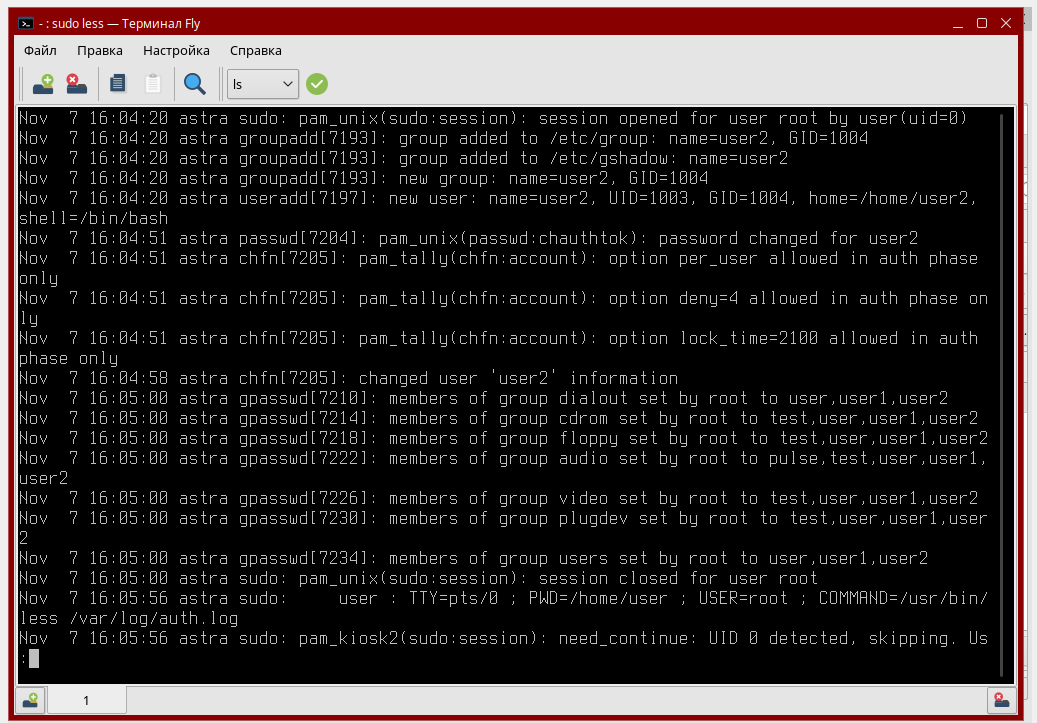 - : sudo less — Терминал Fly
Файл Правка Настройка Справка
ls
Nov  7 16:04:20 astra sudo: pam_unix(sudo:session): session opened for user root by user(uid=0)
Nov  7 16:04:20 astra groupadd[7193]: group added to /etc/group: name=user2, GID=1004
Nov  7 16:04:20 astra groupadd[7193]: group added to /etc/gshadow: name=user2
Nov  7 16:04:20 astra groupadd[7193]: new group: name=user2, GID=1004
Nov  7 16:04:20 astra useradd[7197]: new user: name=user2, UID=1003, GID=1004, home=/home/user2,
shell=/bin/bash
Nov  7 16:04:51 astra passwd[7204]: pam_unix(passwd:chauthtok): password changed for user2
Nov  7 16:04:51 astra chfn[7205]: pam_tally(chfn:account): option per_user allowed in auth phase
only
Nov  7 16:04:51 astra chfn[7205]: pam_tally(chfn:account): option deny=4 allowed in auth phase on
ly
Nov  7 16:04:51 astra chfn[7205]: pam_tally(chfn:account): option lock_time=2100 allowed in auth
phase only
Nov  7 16:04:58 astra chfn[7205]: changed user 'user2' information
Nov  7 16:05:00 astra gpasswd[7210]: members of group dialout set by root to user,user1,user2
Nov  7 16:05:00 astra gpasswd[7214]: members of group cdrom set by root to test,user,user1,user2
Nov  7 16:05:00 astra gpasswd[7218]: members of group floppy set by root to test,user,user1,user2
Nov  7 16:05:00 astra gpasswd[7222]: members of group audio set by root to pulse,test,user,user1,
user2
Nov  7 16:05:00 astra gpasswd[7226]: members of group video set by root to test,user,user1,user2
Nov  7 16:05:00 astra gpasswd[7230]: members of group plugdev set by root to test,user,user1,user
2
Nov  7 16:05:00 astra gpasswd[7234]: members of group users set by root to user,user1,user2
Nov  7 16:05:00 astra sudo: pam_unix(sudo:session): session closed for user root
Nov  7 16:05:56 astra sudo:     user : TTY=pts/0 ; PWD=/home/user ; USER=root ; COMMAND=/usr/bin/
less /var/log/auth.log
Nov  7 16:05:56 astra sudo: pam_kiosk2(sudo:session): need_continue: UID 0 detected, skipping. Us
:
1